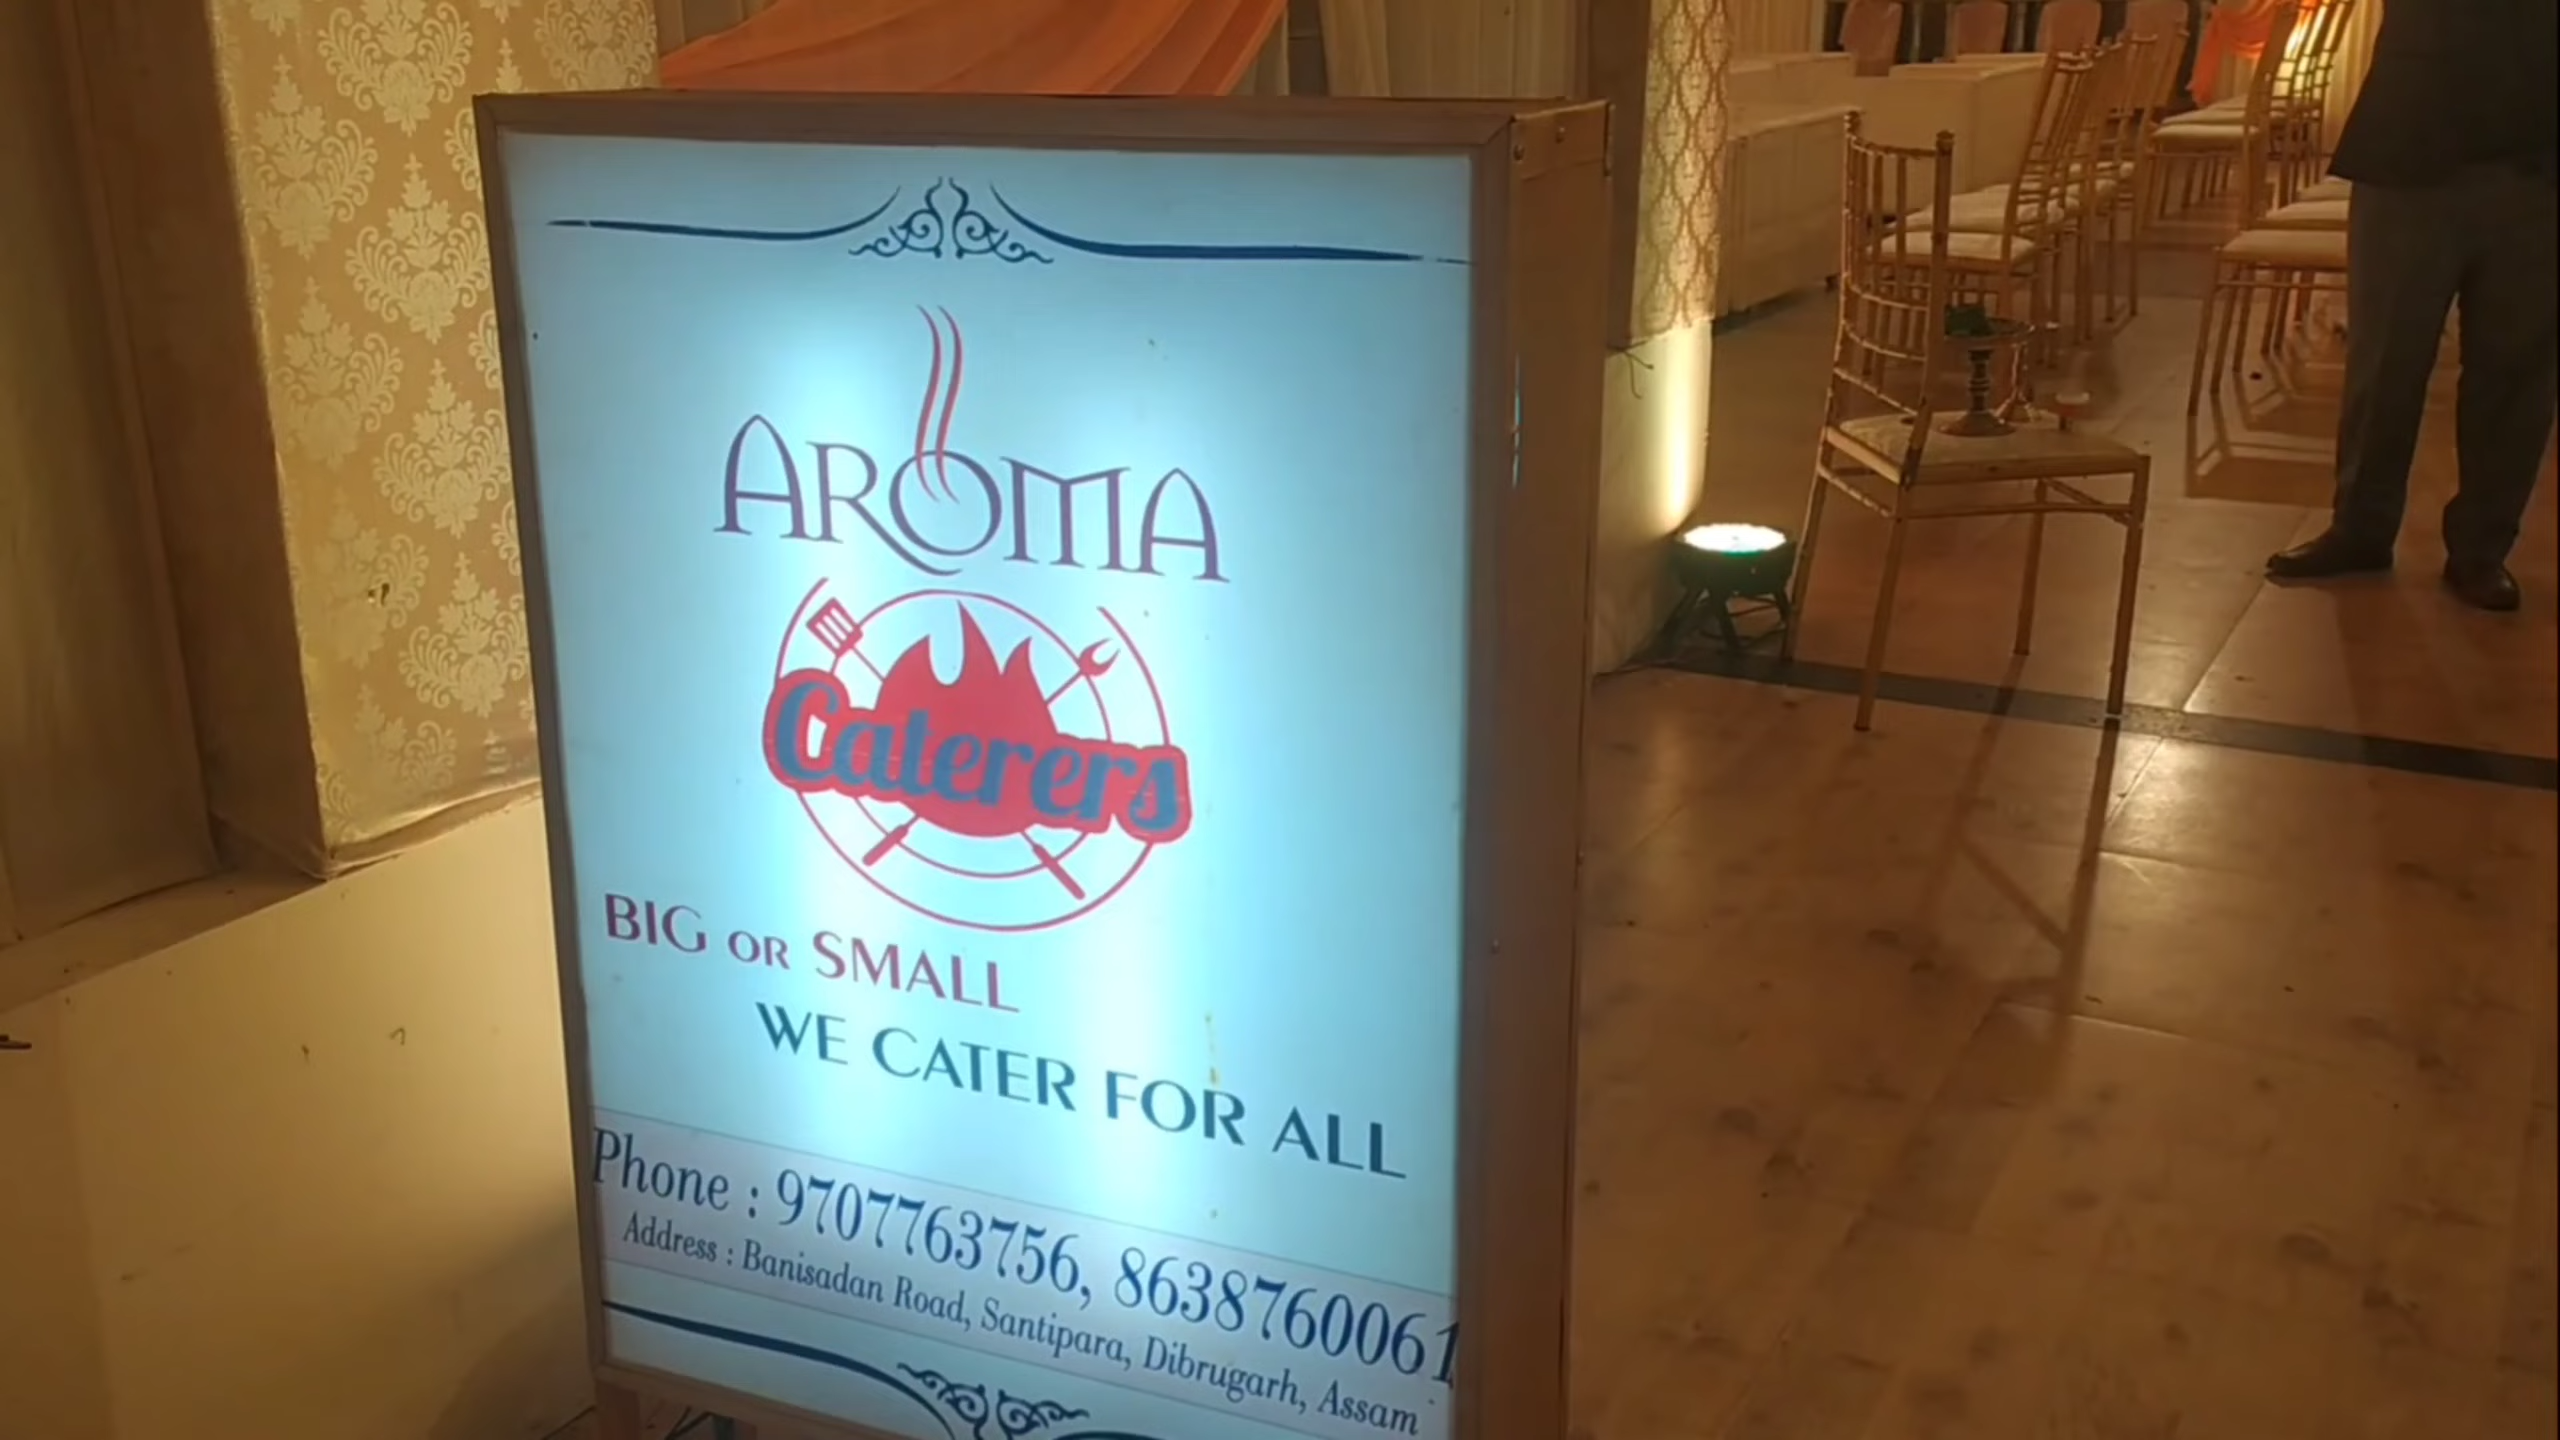 AROMA
Caterers
BIG OR SMALL
WE CATER FOR ALL
Phone : 9707763756, 8638760061
Address : Banisadan Road, Santipara, Dibrugarh, Assam